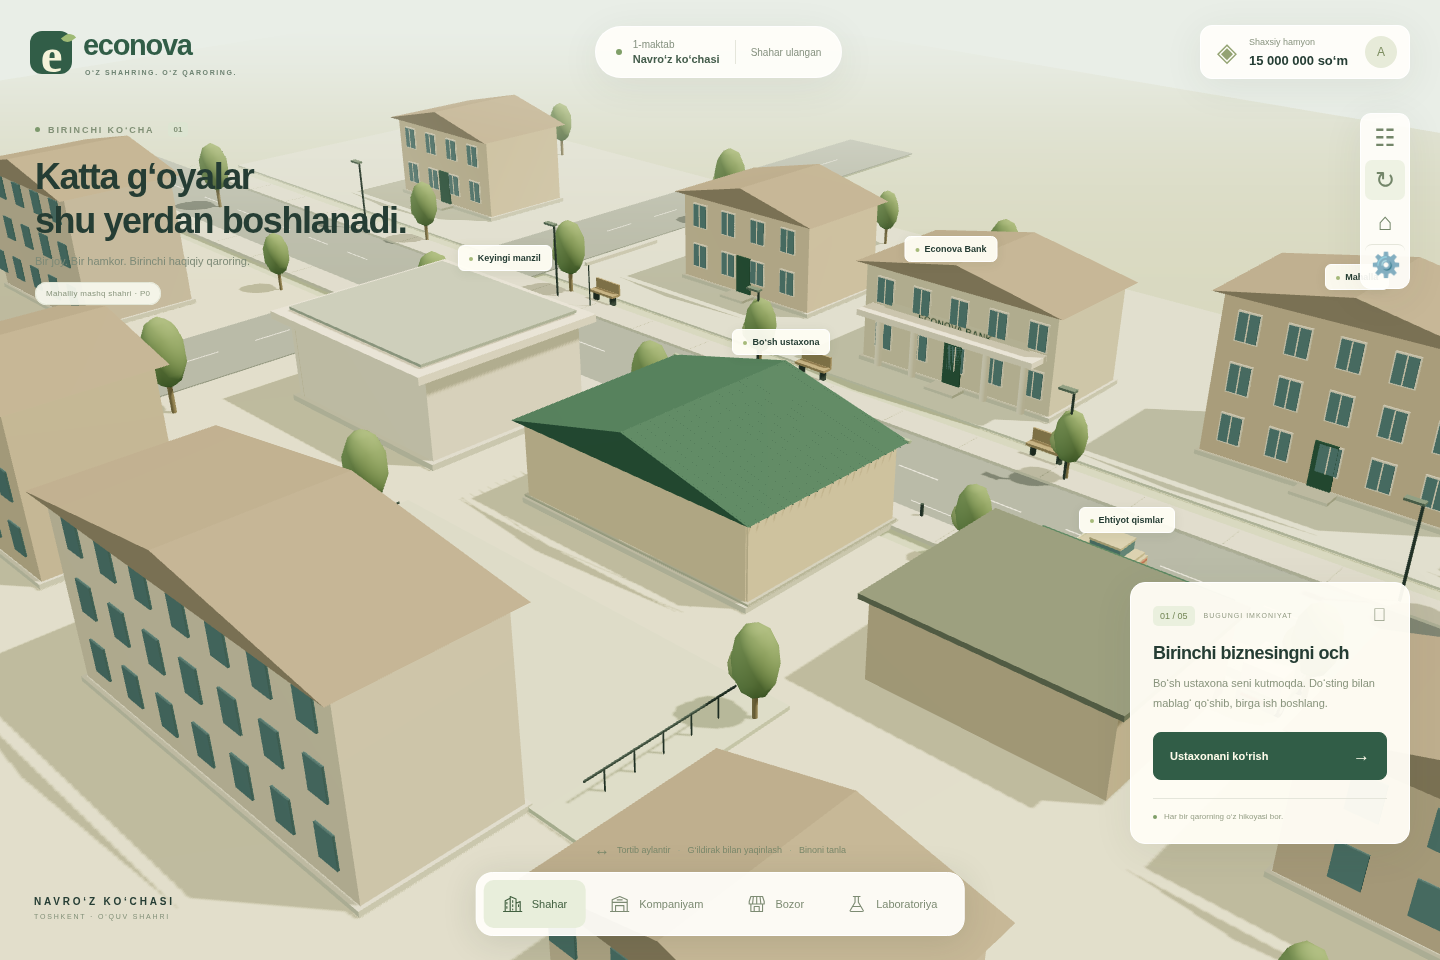 econova
O‘Z SHAHRING. O‘Z QARORING.
1-maktab
Navro‘z ko‘chasi
Shahar ulangan
Shaxsiy hamyon
15 000 000 so‘m
A
BIRINCHI KO‘CHA 01
Katta g‘oyalar
shu yerdan boshlanadi.
Bir joy. Bir hamkor. Birinchi haqiqiy qaroring.
Mahalliy mashq shahri · P0
Keyingi manzil
Econova Bank
ECONOVA BANK
Bo‘sh ustaxona
Ehtiyot qismlar
01 / 05
BUGUNGI IMKONIYAT
Birinchi biznesingni och
Bo‘sh ustaxona seni kutmoqda. Do‘sting bilan
mablag‘ qo‘shib, birga ish boshlang.
Ustaxonani ko‘rish →
Har bir qarorning o‘z hikoyasi bor.
↔ Tortib aylantir G‘ildirak bilan yaqinlash Binoni tanla
Shahar
Kompaniyam
Bozor
Laboratoriya
NAVRO‘Z KO‘CHASI
TOSHKENT · O‘QUV SHAHRI